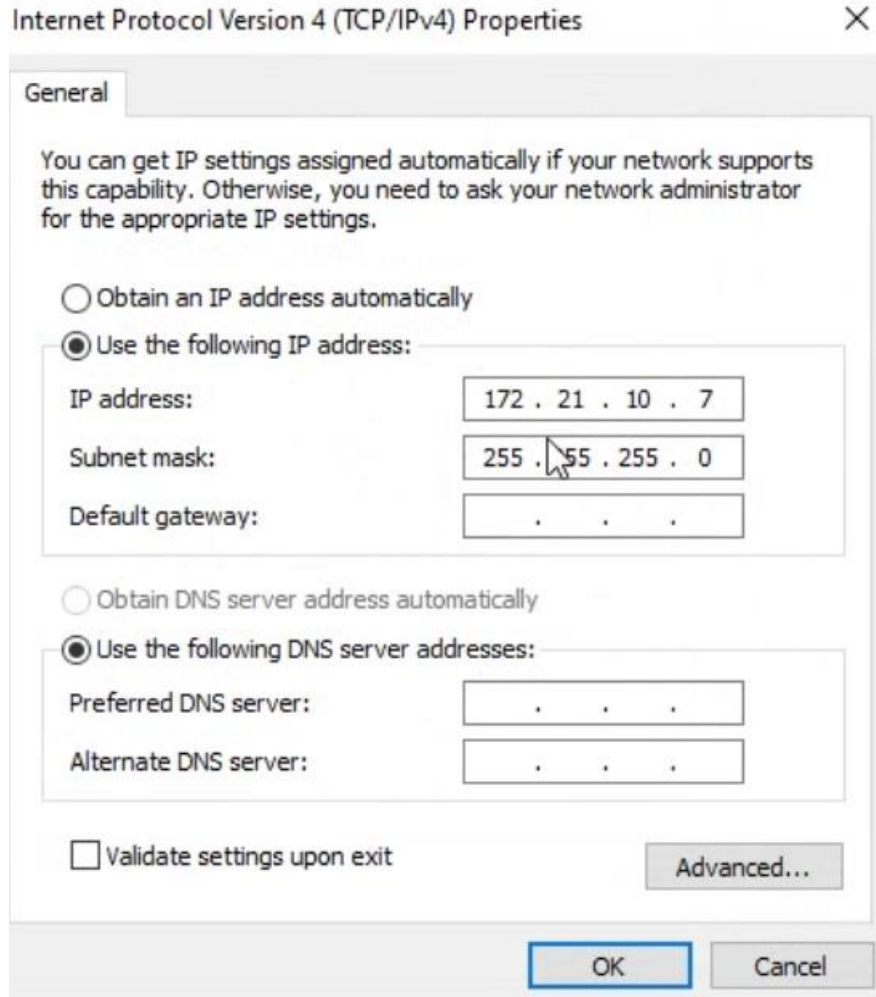 Internet Protocol Version 4 (TCP/IPv4) Properties
General
You can get IP settings assigned automatically if your network supports
this capability. Otherwise, you need to ask your network administrator
for the appropriate IP settings.
Obtain an IP address automatically
Use the following IP address:
IP address: 172 . 21 . 10 . 7
Subnet mask: 255 . 55 . 255 . 0
Default gateway: . . .
Obtain DNS server address automatically
Use the following DNS server addresses:
Preferred DNS server: . . .
Alternate DNS server: . . .
Validate settings upon exit
Advanced...
OK Cancel